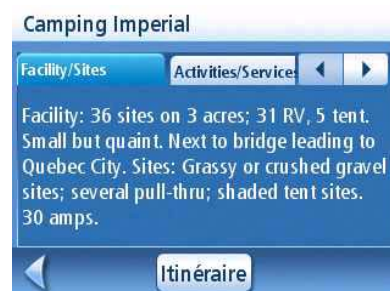 Camping Imperial
Facility/Sites
Activities/Services
Facility: 36 sites on 3 acres; 31 RV, 5 tent.
Small but quaint. Next to bridge leading to
Quebec City. Sites: Grassy or crushed gravel
sites; several pull-thru; shaded tent sites.
30 amps.
Itinéraire